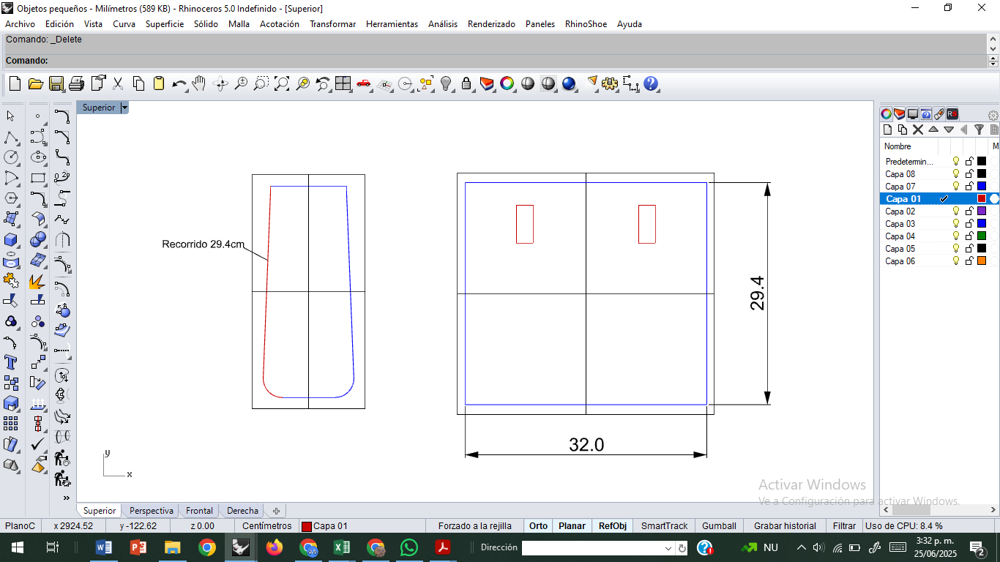 Objetos pequeños - Milímetros (589 KB) - Rhinoceros 5.0 Indefinido - [Superior]
Archivo Edición Vista Curva Superficie Sólido Malla Acotación Transformar Herramientas Análisis Renderizado Paneles RhinoShoe Ayuda
Comando: _Delete
Comando:
Superior
Nombre M
Predetermin...
Capa 08
Capa 07
Capa 01
Capa 02
Capa 03
Capa 04
Capa 05
Capa 06
Recorrido 29.4cm
29.4
32.0
y
x
Activar Windows
Ve a Configuración para activar Windows.
Superior Perspectiva Frontal Derecha
PlanoC x 2924.52 y -122.62 z 0.00 Centímetros Capa 01 Forzado a la rejilla Orto Planar RefObj SmartTrack Gumball Grabar historial Filtrar Uso de CPU: 8.4 %
Dirección NU 3:32 p. m.
25/06/2025 2